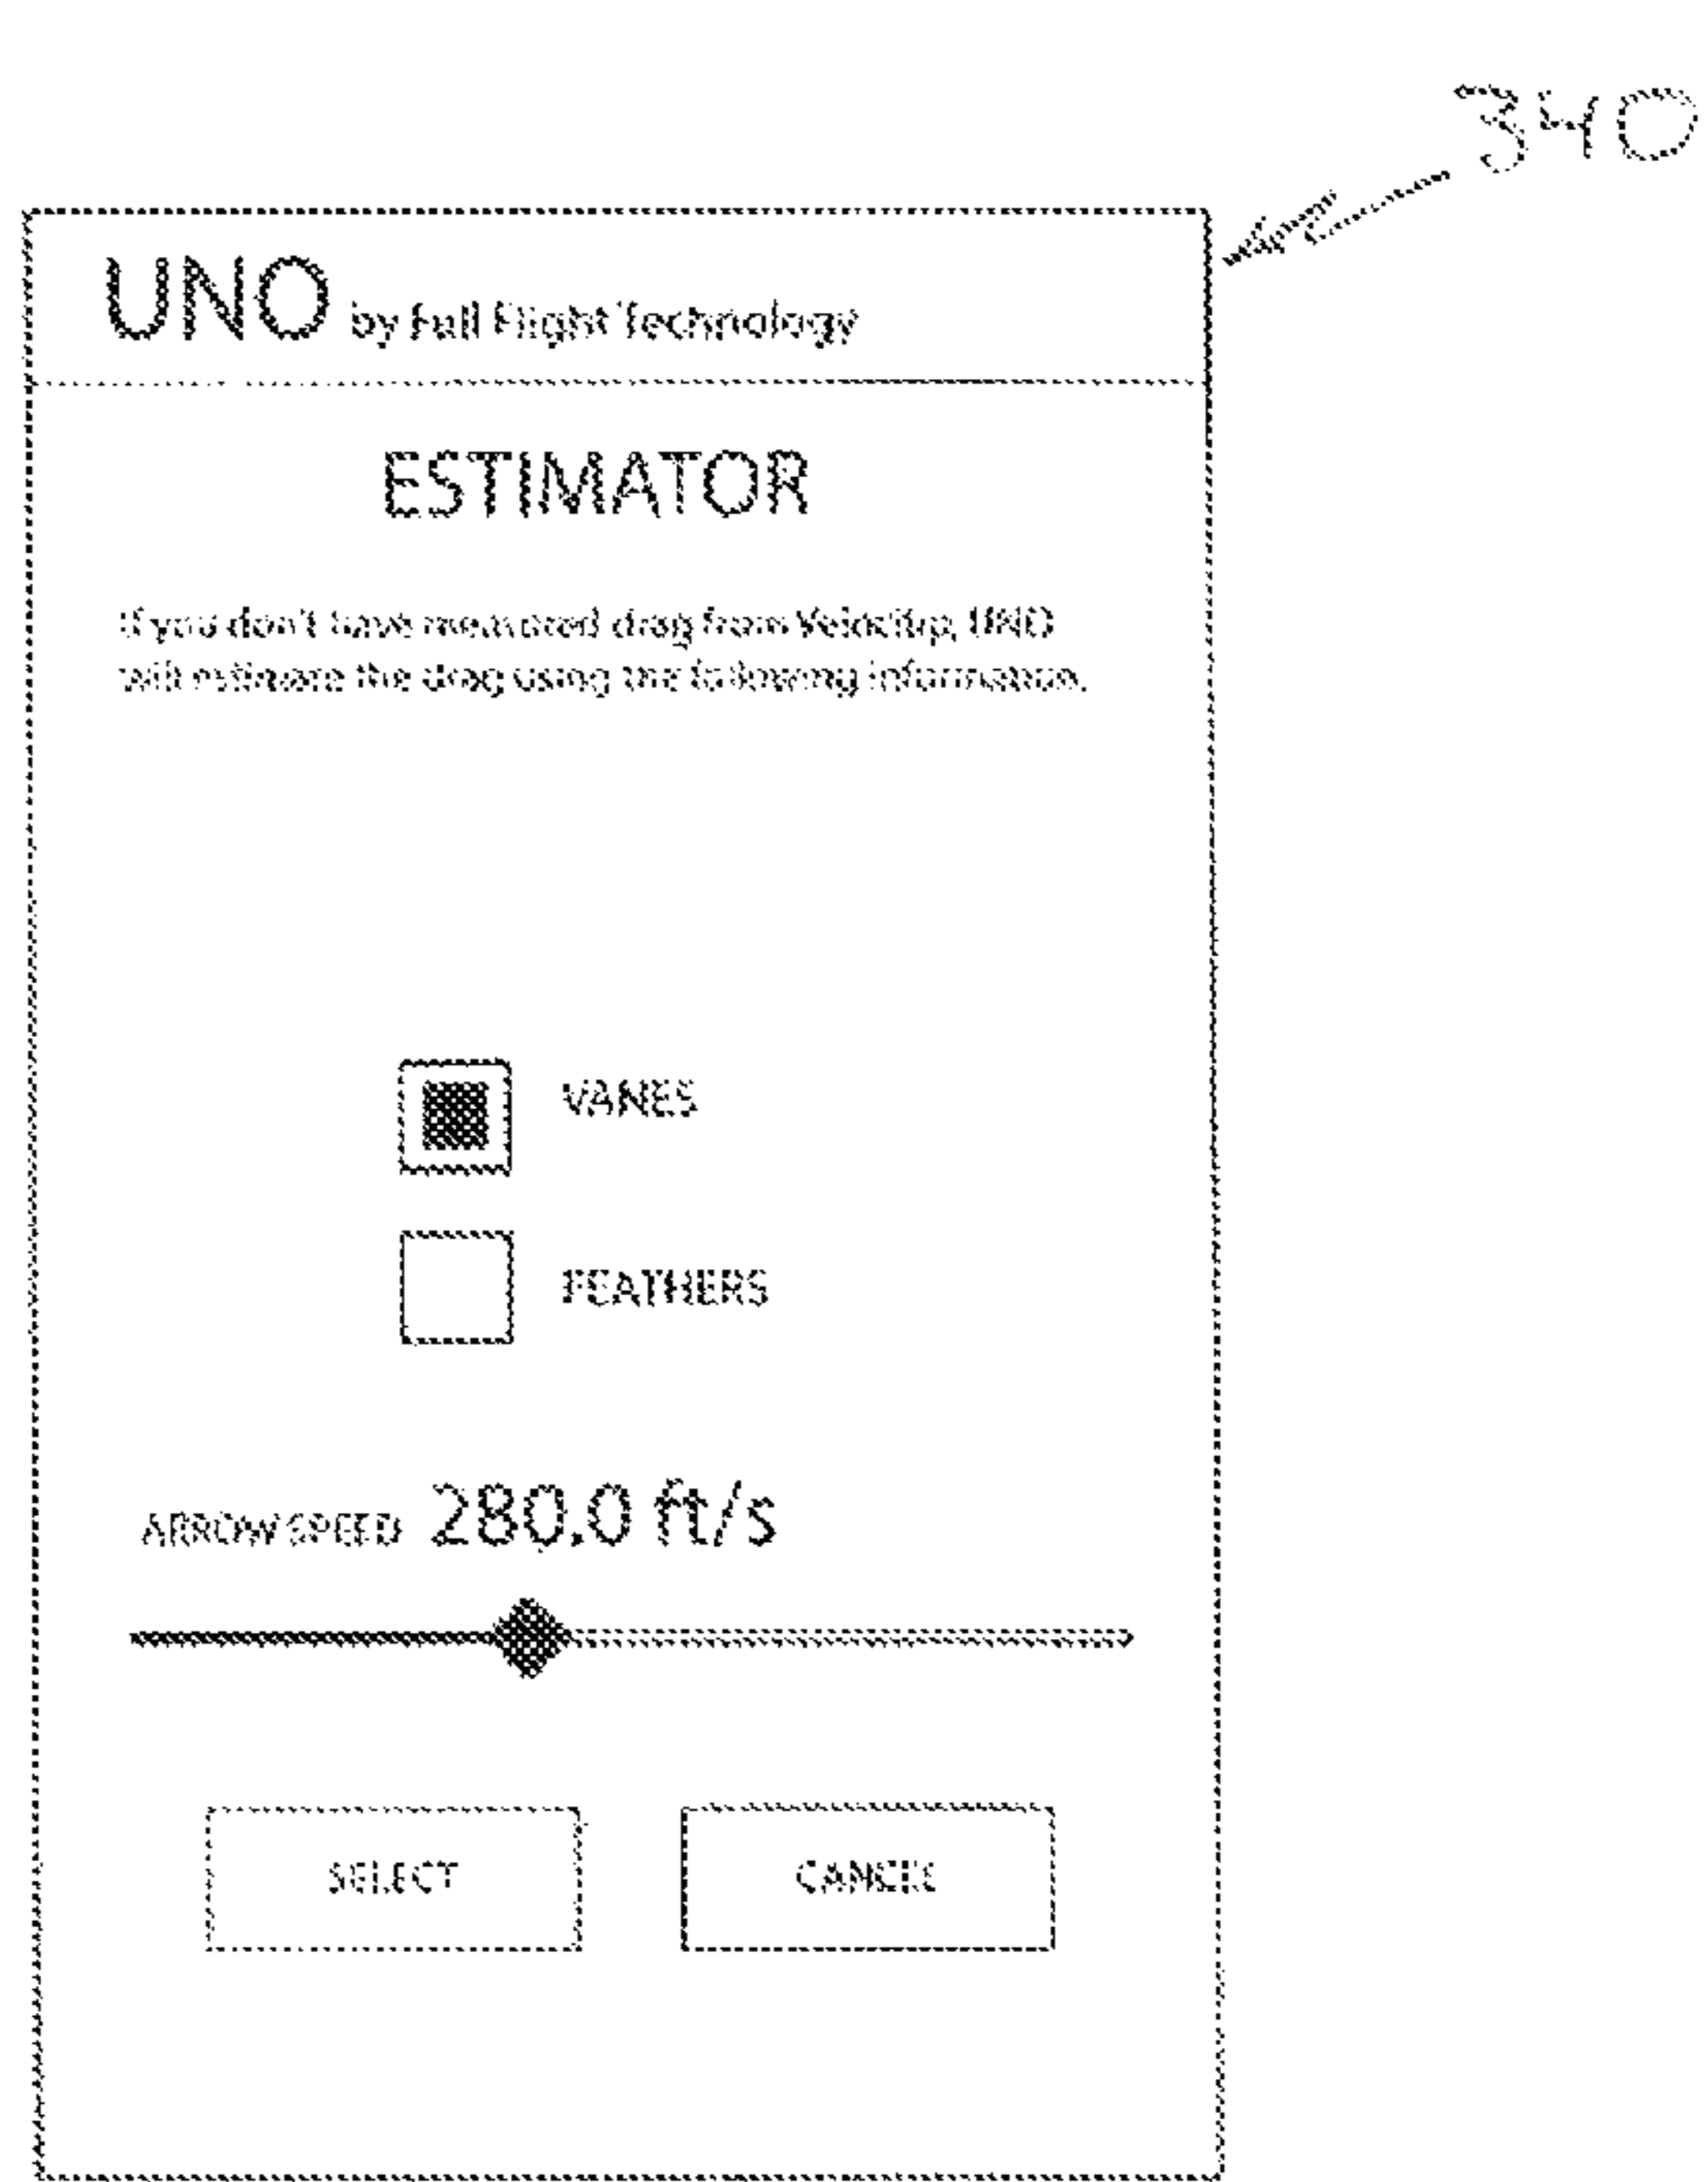 340
UNO by Full Flight Technology
ESTIMATOR
If you don't have measured drag from Velocitip, UNO
will estimate the drag using the following information.
VANES
FEATHERS
ARROW SPEED 280.0 ft/s
SELECT
CANCEL